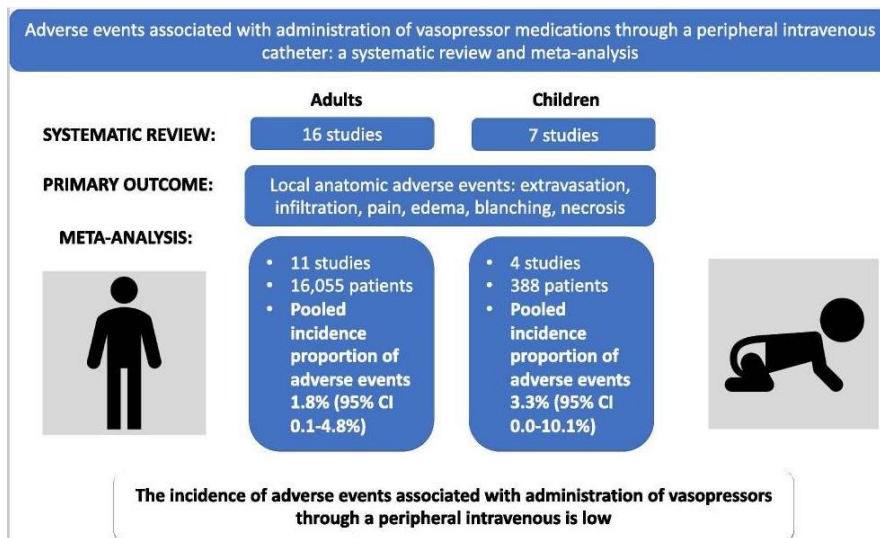 Adverse events associated with administration of vasopressor medications through a peripheral intravenous
catheter: a systematic review and meta-analysis
Adults
Children
SYSTEMATIC REVIEW:
16 studies
7 studies
PRIMARY OUTCOME:
Local anatomic adverse events: extravasation,
infiltration, pain, edema, blanching, necrosis
META-ANALYSIS:
• 11 studies
• 16,055 patients
• Pooled
incidence
proportion of
adverse events
1.8% (95% CI
0.1-4.8%)
• 4 studies
• 388 patients
• Pooled
incidence
proportion of
adverse events
3.3% (95% CI
0.0-10.1%)
The incidence of adverse events associated with administration of vasopressors
through a peripheral intravenous is low